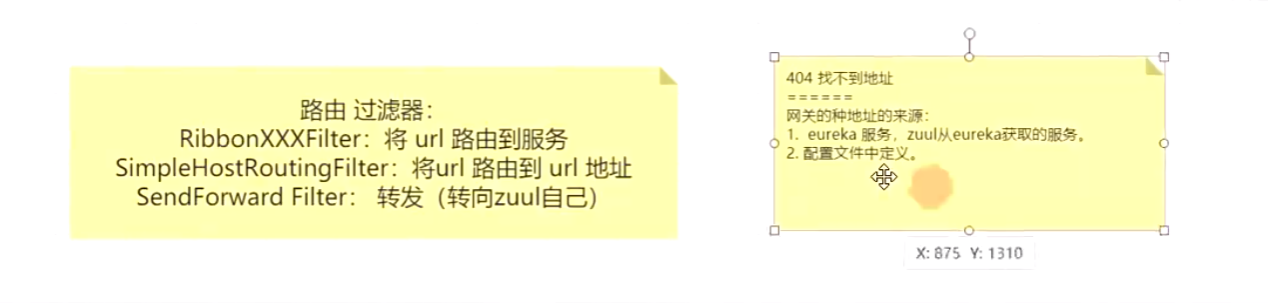 路由 过滤器：
RibbonXXXFilter：将 url 路由到服务
SimpleHostRoutingFilter：将url 路由到 url 地址
SendForward Filter： 转发（转向zuul自己）
404 找不到地址
======
网关的种地址的来源：
1. eureka 服务，zuul从eureka获取的服务。
2. 配置文件中定义。
X: 875 Y: 1310